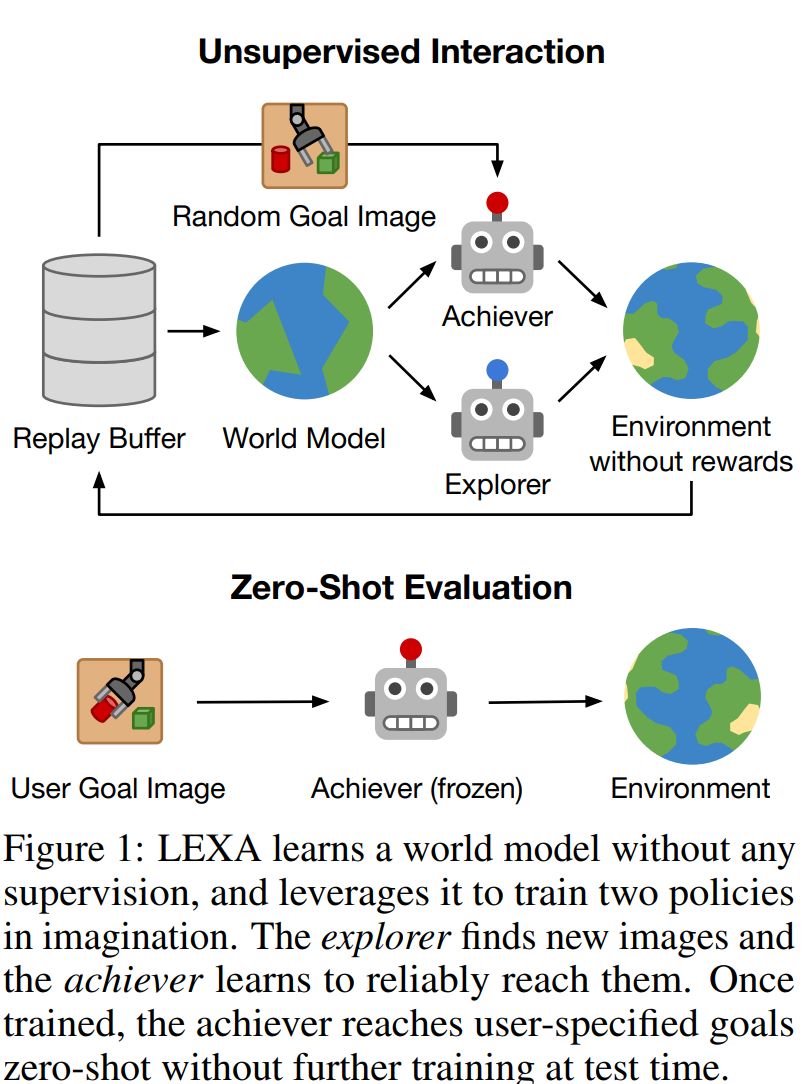 Unsupervised Interaction
Random Goal Image
Achiever
Replay Buffer
World Model
Explorer
Environment
without rewards
Zero-Shot Evaluation
User Goal Image
Achiever (frozen)
Environment
Figure 1: LEXA learns a world model without any
supervision, and leverages it to train two policies
in imagination. The explorer finds new images and
the achiever learns to reliably reach them. Once
trained, the achiever reaches user-specified goals
zero-shot without further training at test time.